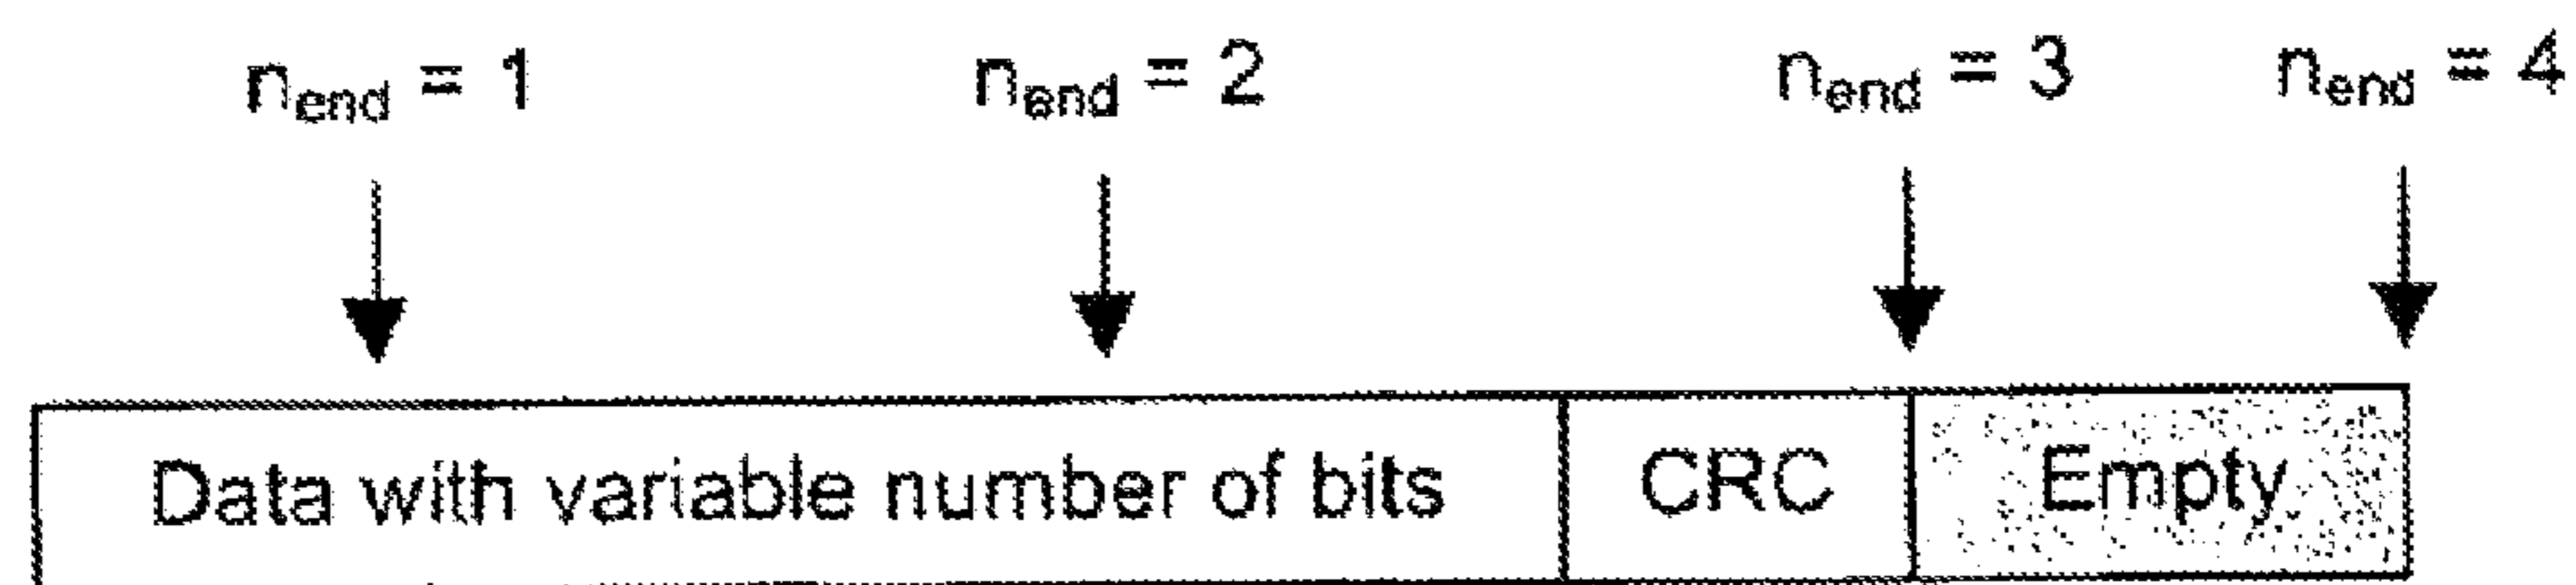 n_end = 1 n_end = 2 n_end = 3 n_end = 4
Data with variable number of bits CRC Empty